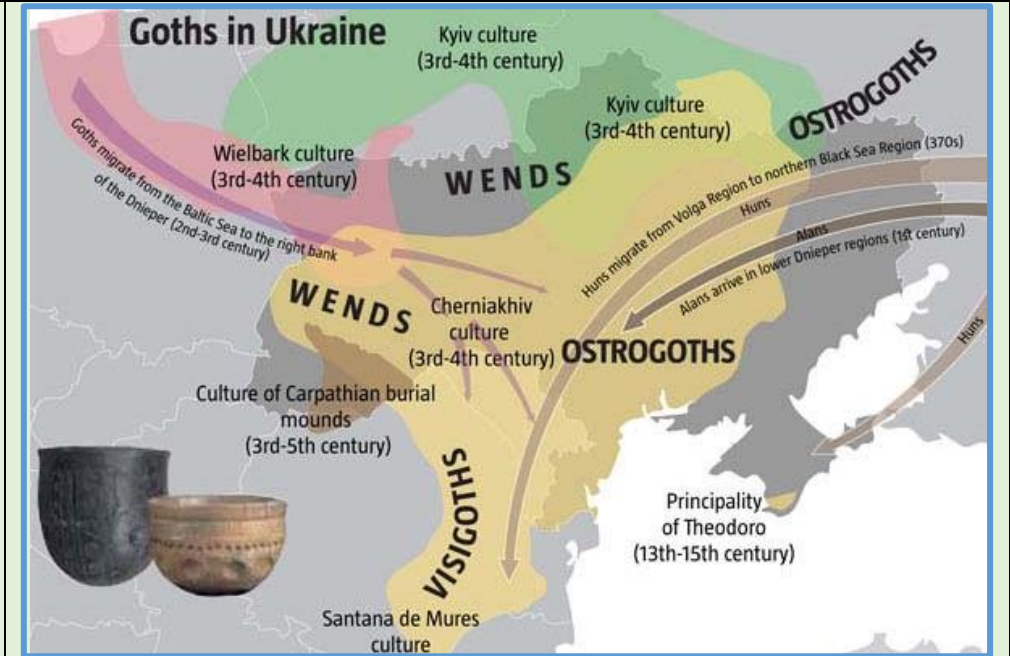 Goths in Ukraine
Kyiv culture
(3rd-4th century)
OSTROGOTHS
Kyiv culture
(3rd-4th century)
Wielbark culture
(3rd-4th century)
WENDS
Goths migrate from the Baltic Sea to the right bank
of the Dnieper (2nd-3rd century)
Huns migrate from Volga Region to northern Black Sea Region (370s)
Huns
Alans
Alans arrive in lower Dnieper regions (1st century)
WENDS
Cherniakhiv
culture
(3rd-4th century)
OSTROGOTHS
Huns
Culture of Carpathian burial
mounds
(3rd-5th century)
VISIGOTHS
Principality
of Theodoro
(13th-15th century)
Santana de Mures
culture